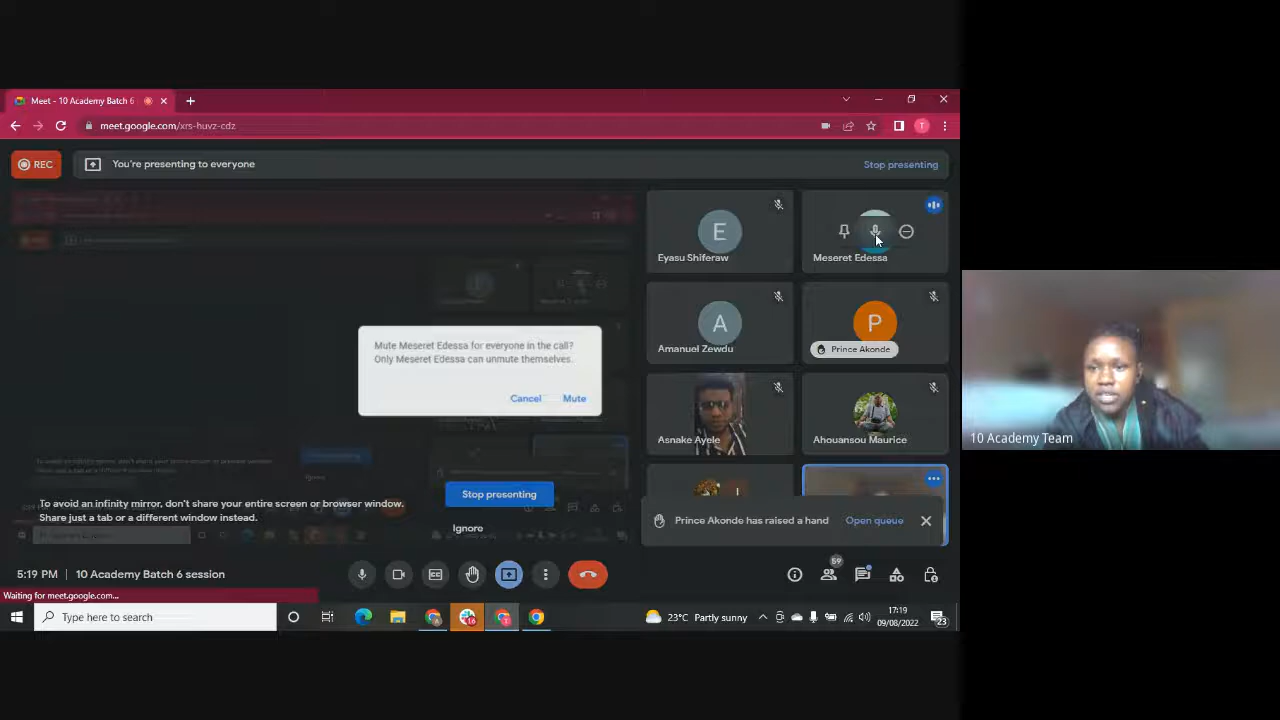 Meet - 10 Academy Batch 6
meet.google.com/xrs-huvz-cdz
REC
You're presenting to everyone
Stop presenting
E
Eyasu Shiferaw
Meseret Edessa
A
Amanuel Zewdu
P
Prince Akonde
Mute Meseret Edessa for everyone in the call?
Only Meseret Edessa can unmute themselves.
Cancel
Mute
Asnake Ayele
Ahouansou Maurice
10 Academy Team
To avoid an infinity mirror, don't share your entire screen or browser window.
Share just a tab or a different window instead.
Stop presenting
Ignore
Prince Akonde has raised a hand
Open queue
5:19 PM | 10 Academy Batch 6 session
59
Waiting for meet.google.com...
Type here to search
23°C Partly sunny
17:19
09/08/2022
23